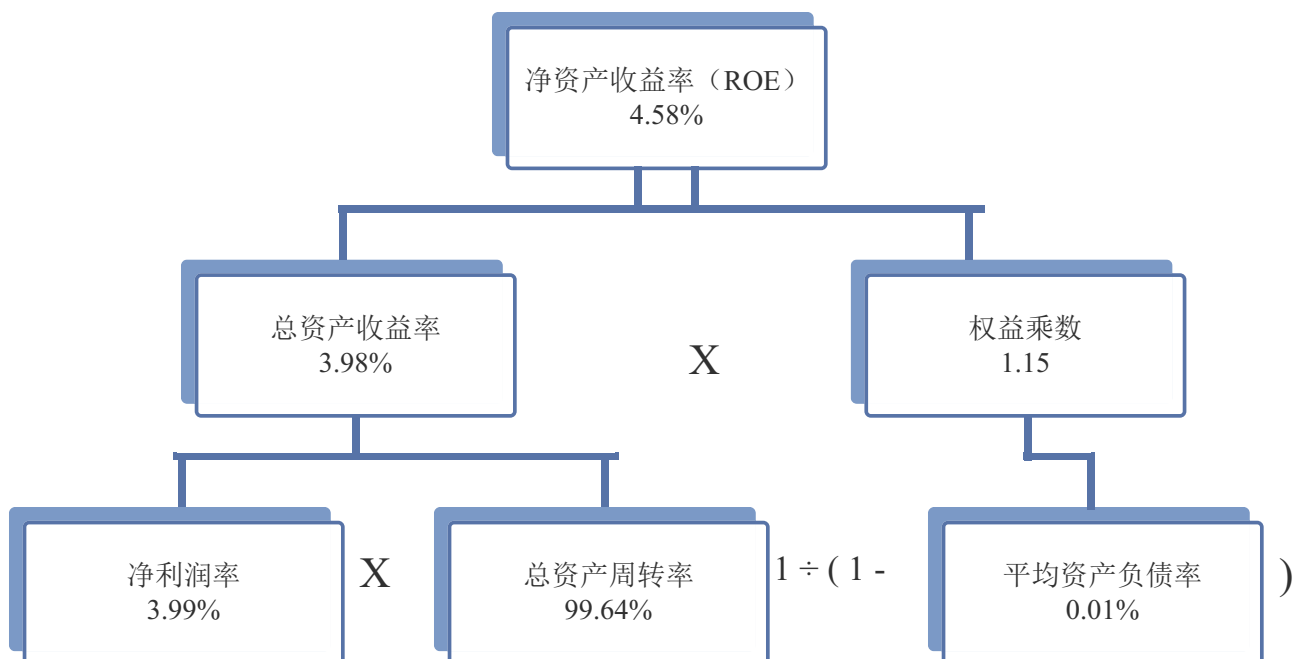 净资产收益率（ROE）
4.58%
总资产收益率
3.98%
X
权益乘数
1.15
净利润率
3.99%
X
总资产周转率
99.64%
1 ÷ ( 1 -
平均资产负债率
0.01%
)